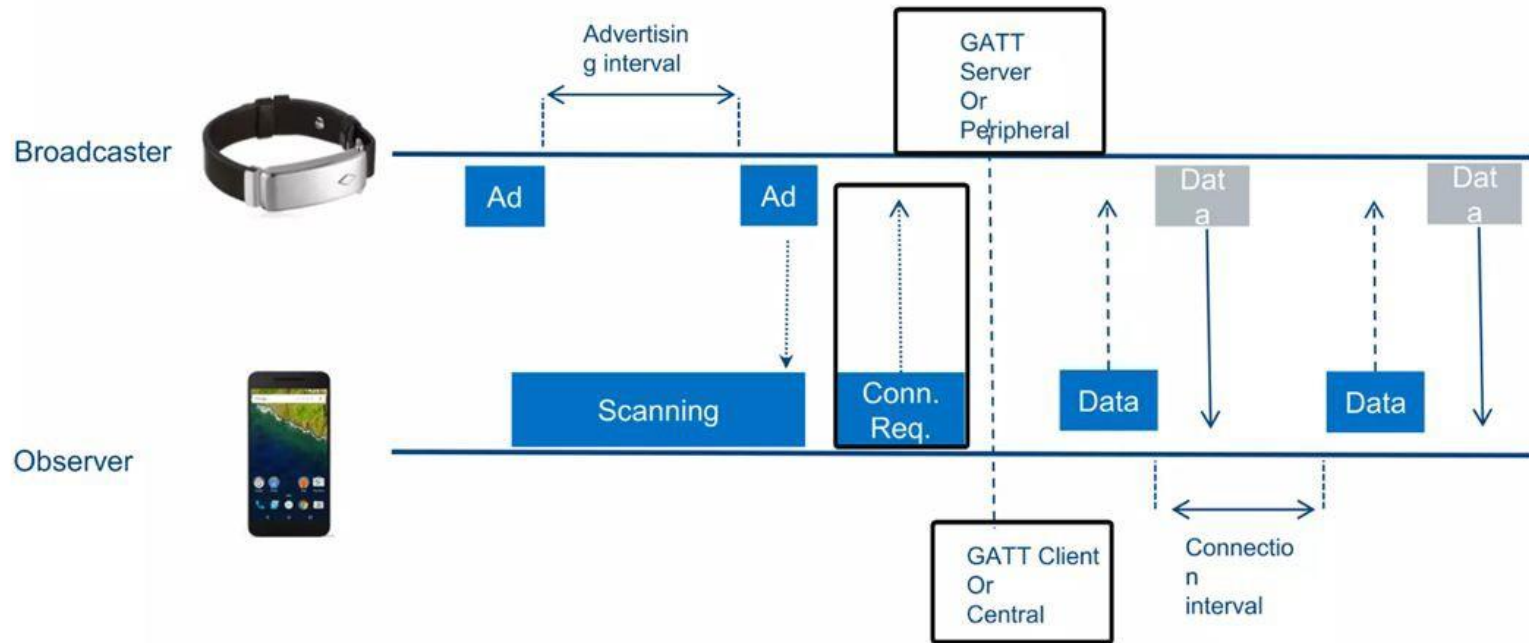 Advertisin
g interval
GATT
Server
Or
Peripheral
Broadcaster
Ad
Ad
Dat
a
Dat
a
Scanning
Conn.
Req.
Data
Data
Observer
GATT Client
Or
Central
Connectio
n
interval